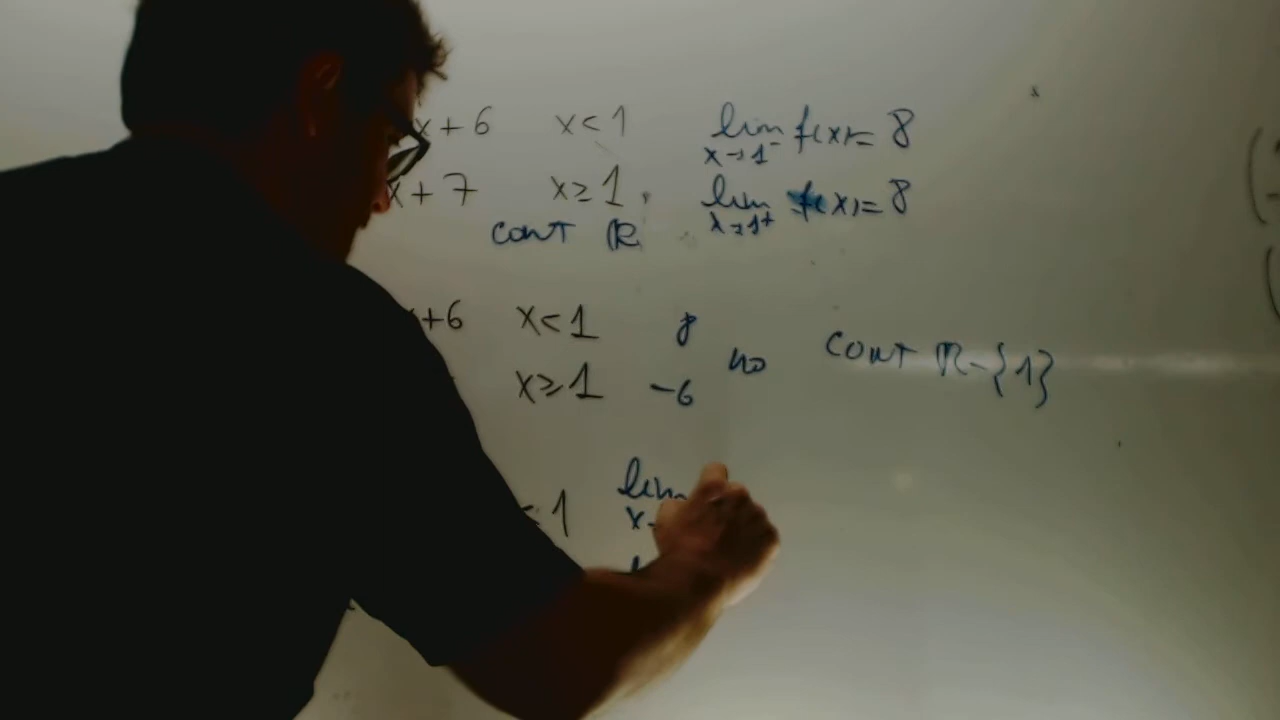 x + 6 x < 1 lim x→1⁻ f(x) = 8
x + 7 x ≥ 1 lim x→1⁺ f(x) = 8
cont ℝ
+6 x < 1 8
no cont ℝ-{1}
x ≥ 1 -6
< 1 lim
x→